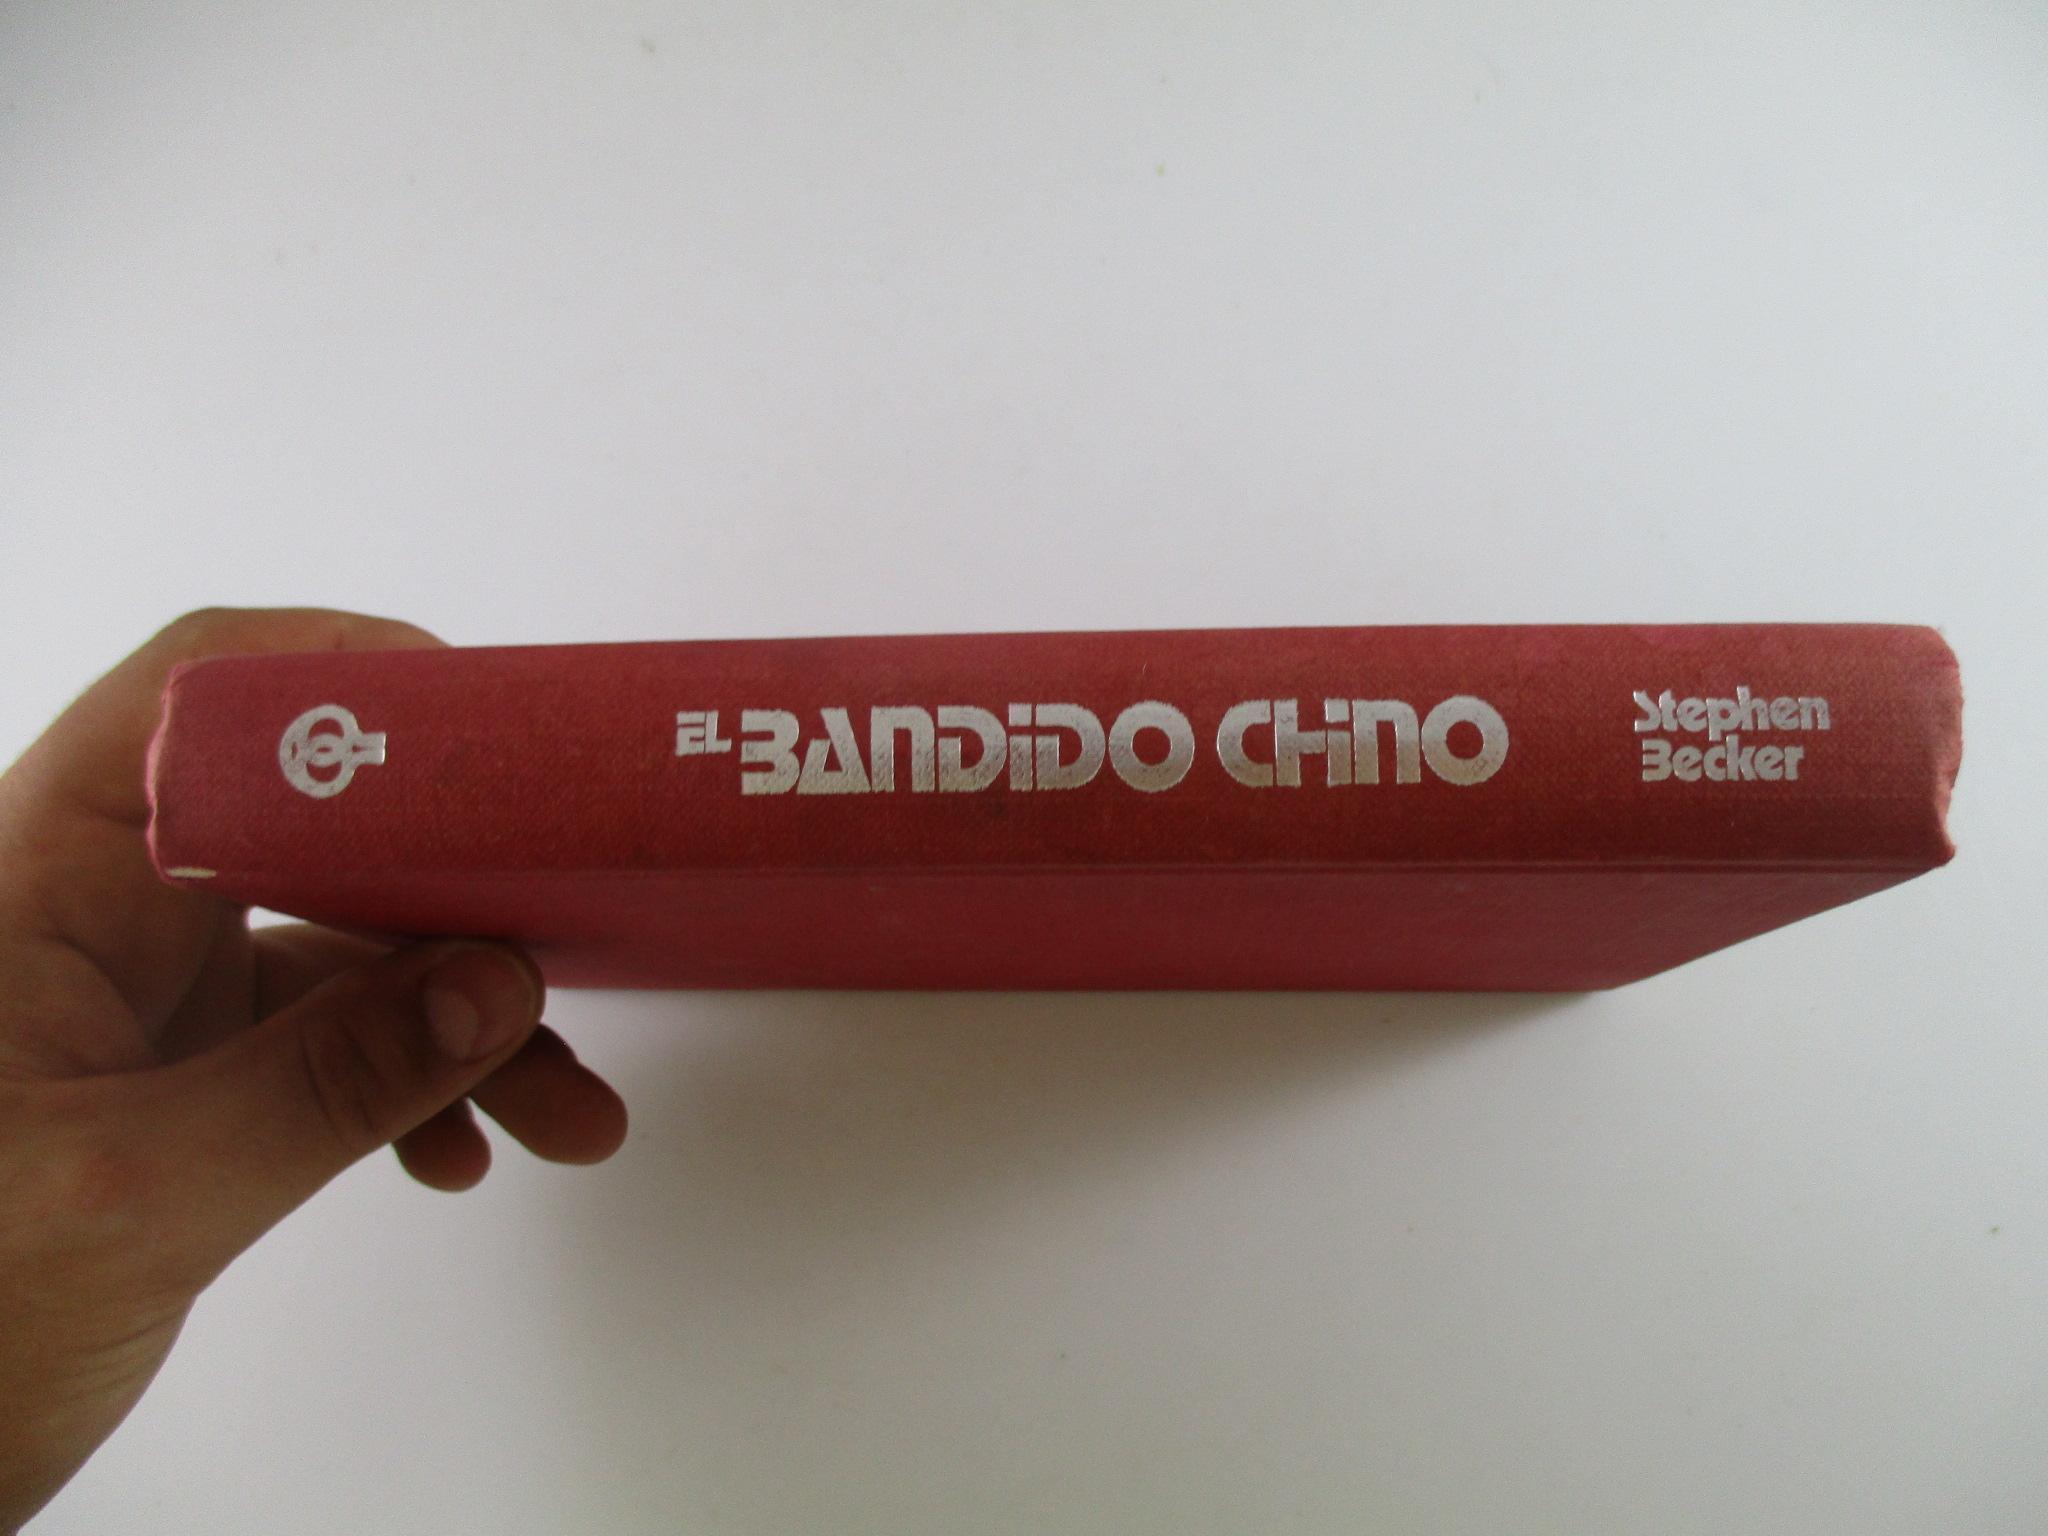 EL BANDIDO CHINO
Stephen
Becker